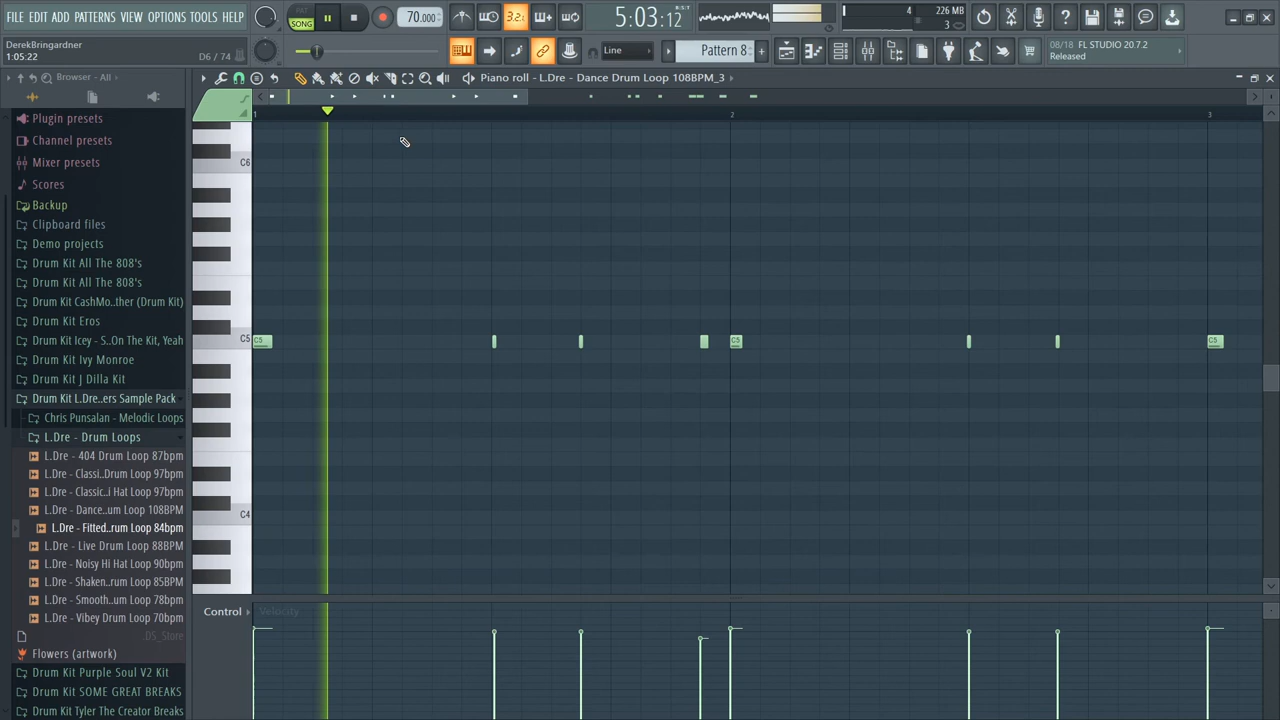 FILE EDIT ADD PATTERNS VIEW OPTIONS TOOLS HELP
PAT
SONG
70.000
3.2.
5:03:12
B:S:T
4
226 MB
3
DerekBringardner
1:05:22
D6 / 74
Line
Pattern 8
08/18 FL STUDIO 20.7.2
Released
Browser - All
Piano roll - L.Dre - Dance Drum Loop 108BPM_3
Plugin presets
Channel presets
Mixer presets
Scores
Backup
Clipboard files
Demo projects
Drum Kit All The 808's
Drum Kit All The 808's
Drum Kit CashMo..ther (Drum Kit)
Drum Kit Eros
Drum Kit Icey - S..On The Kit, Yeah
Drum Kit Ivy Monroe
Drum Kit J Dilla Kit
Drum Kit L.Dre..ers Sample Pack
Chris Punsalan - Melodic Loops
L.Dre - Drum Loops
L.Dre - 404 Drum Loop 87bpm
L.Dre - Classi..Drum Loop 97bpm
L.Dre - Classic..i Hat Loop 97bpm
L.Dre - Dance..um Loop 108BPM
L.Dre - Fitted..rum Loop 84bpm
L.Dre - Live Drum Loop 88BPM
L.Dre - Noisy Hi Hat Loop 90bpm
L.Dre - Shaken..rum Loop 85BPM
L.Dre - Smooth..um Loop 78bpm
L.Dre - Vibey Drum Loop 70bpm
.DS_Store
Flowers (artwork)
Drum Kit Purple Soul V2 Kit
Drum Kit SOME GREAT BREAKS
Drum Kit Tyler The Creator Breaks
1
2
3
C6
C5
C5
C5
C5
C4
Control
Velocity